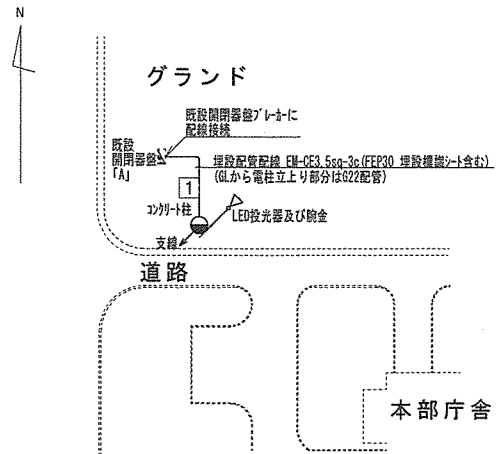 N
グランド
既設開閉器盤ブレーカーに
配線接続
既設
開閉器盤
「A」
埋設配管配線 EM-CE3.5sq-3c(FEP30 埋設標識シート含む)
(GLから電柱立上り部分はG22配管)
1
コンクリート柱
LED投光器及び腕金
支線
道路
本部庁舎